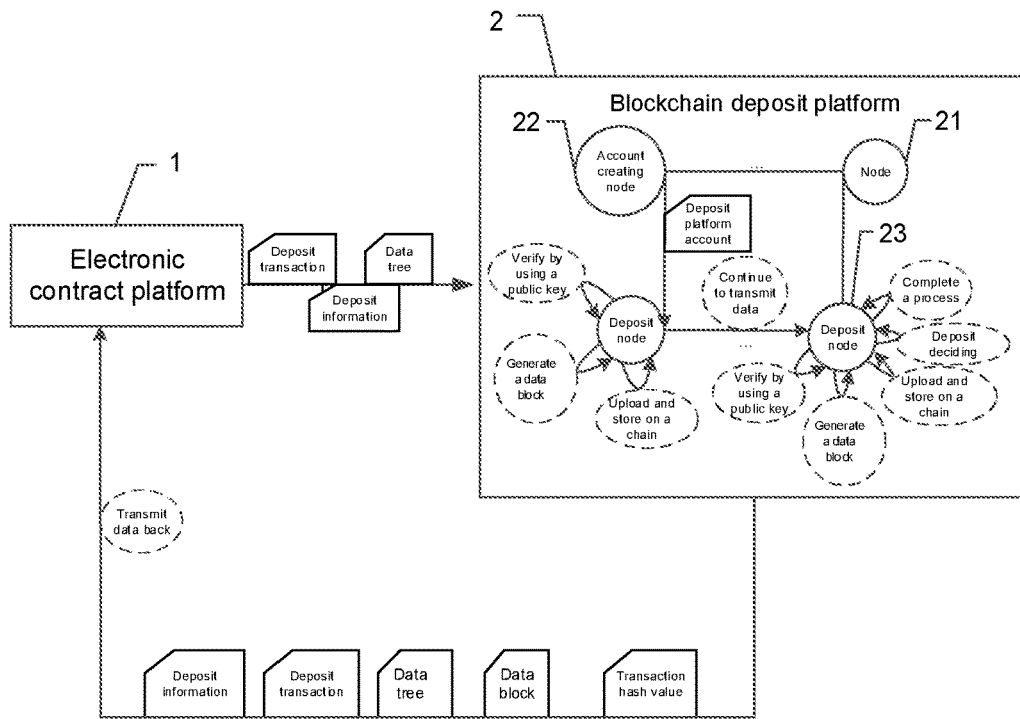 2
Blockchain deposit platform
22
21
1
Account
creating
node
...
Node
Deposit
platform
account
23
Electronic
contract platform
Deposit
transaction
Data
tree
Deposit
information
Verify by
using a
public key
Continue
to transmit
data
Complete
a process
Deposit
node
...
Deposit
node
Deposit
deciding
Generate
a data
block
Upload and
store on a
chain
Verify by
using a
public key
Generate
a data
block
Upload and
store on a
chain
Transmit
data back
Deposit
information
Deposit
transaction
Data
tree
Data
block
Transaction
hash value